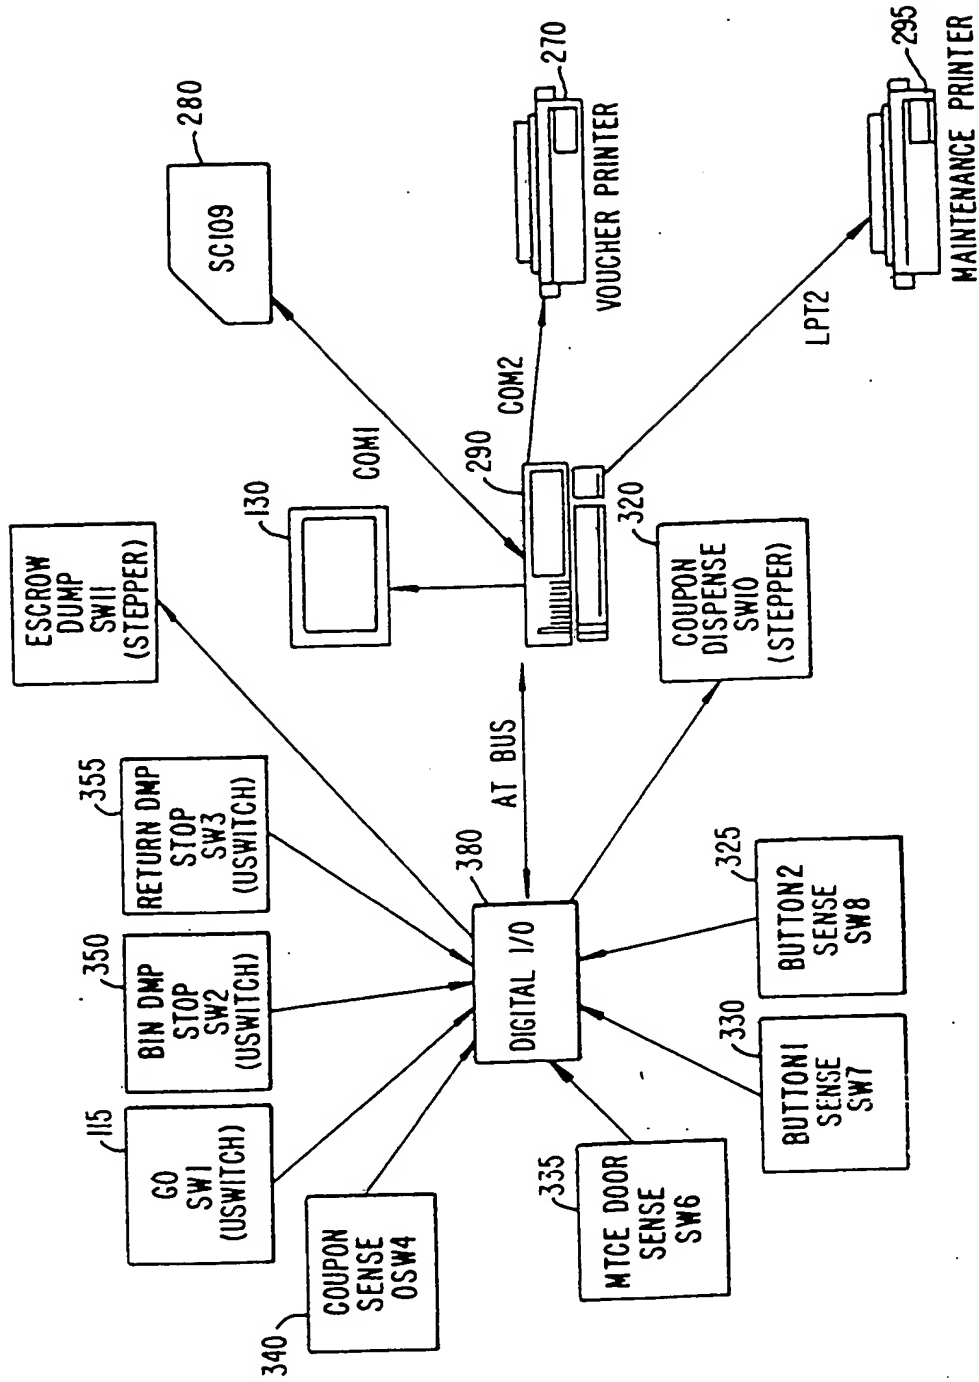 115
GO
SW1
(USWITCH)
350
BIN DMP
STOP
SW2
(USWITCH)
355
RETURN DMP
STOP
SW3
(USWITCH)
ESCROW
DUMP
SW11
(STEPPER)
340
COUPON
SENSE
OSW4
380
DIGITAL I/O
AT BUS
130
COM1
280
SC109
290
COM2
270
VOUCHER PRINTER
335
MTCE DOOR
SENSE
SW6
330
BUTTON1
SENSE
SW7
325
BUTTON2
SENSE
SW8
320
COUPON
DISPENSE
SW10
(STEPPER)
LPT2
295
MAINTENANCE PRINTER